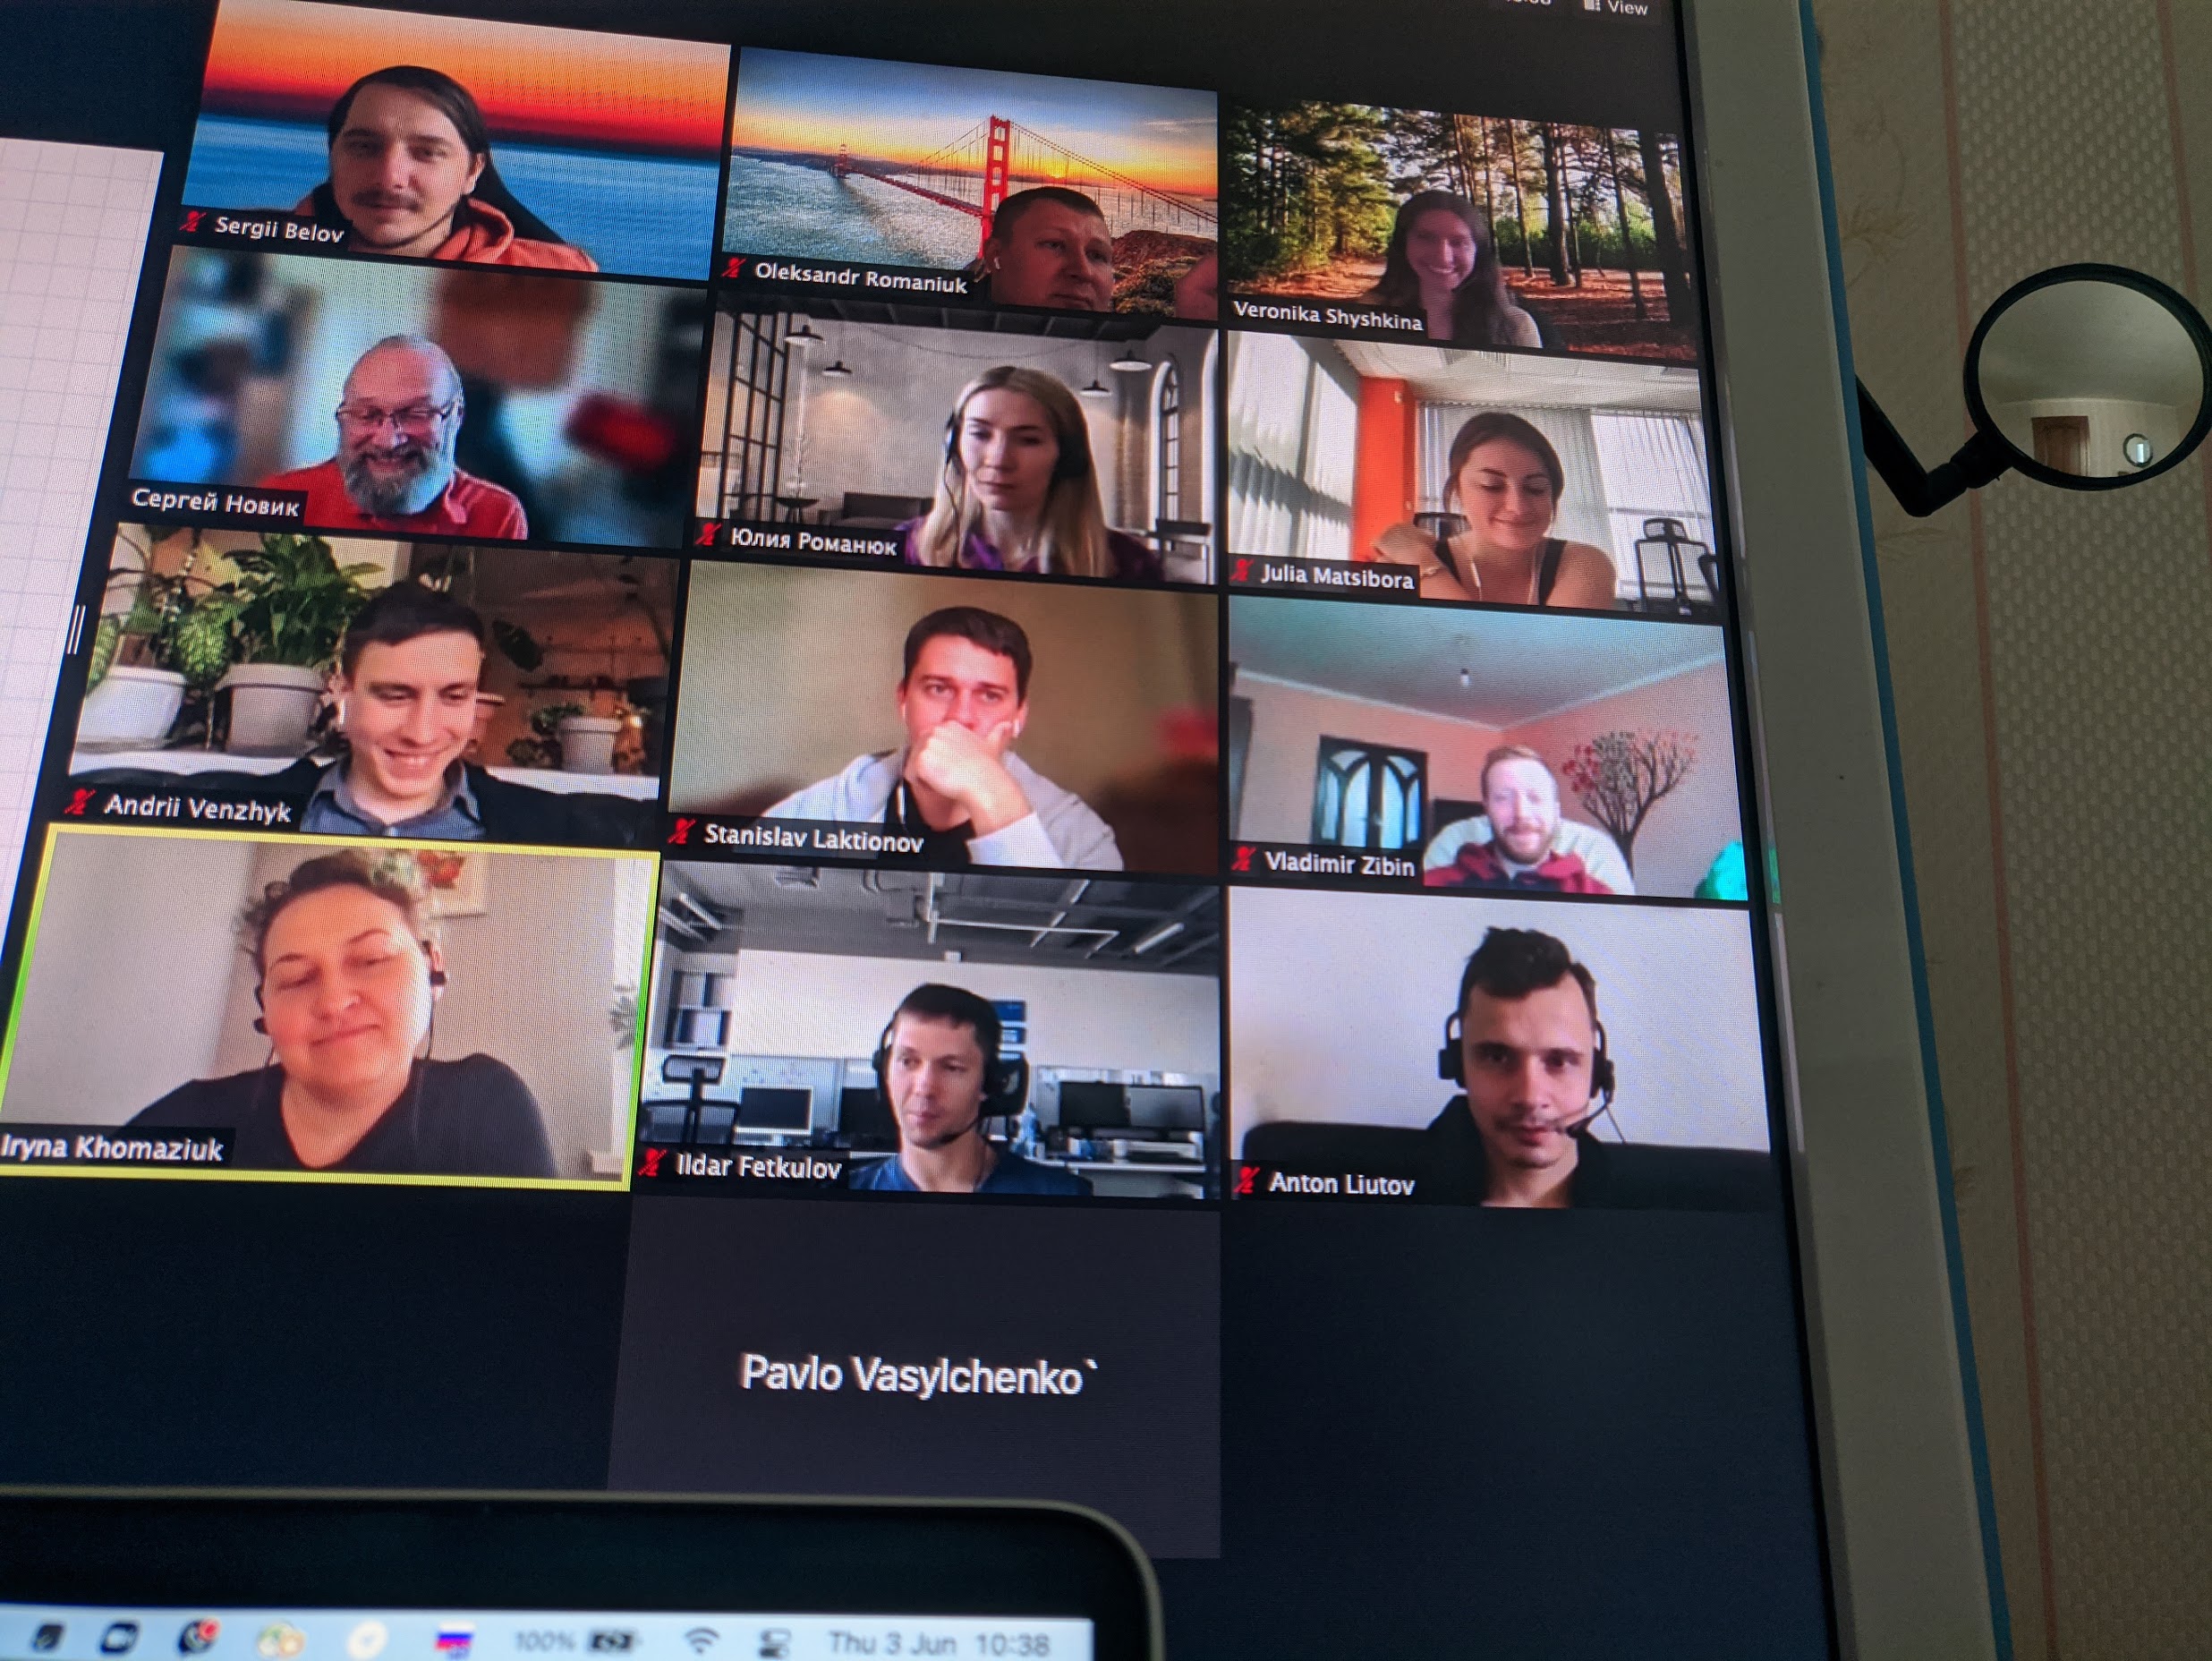 View
Sergii Belov
Oleksandr Romaniuk
Veronika Shyshkina
Сергей Новик
Юлия Романюк
Julia Matsibora
Andrii Venzhyk
Stanislav Laktionov
Vladimir Zibin
Iryna Khomaziuk
Ildar Fetkulov
Anton Liutov
Pavlo Vasylchenko`
100% Thu 3 Jun 10:38